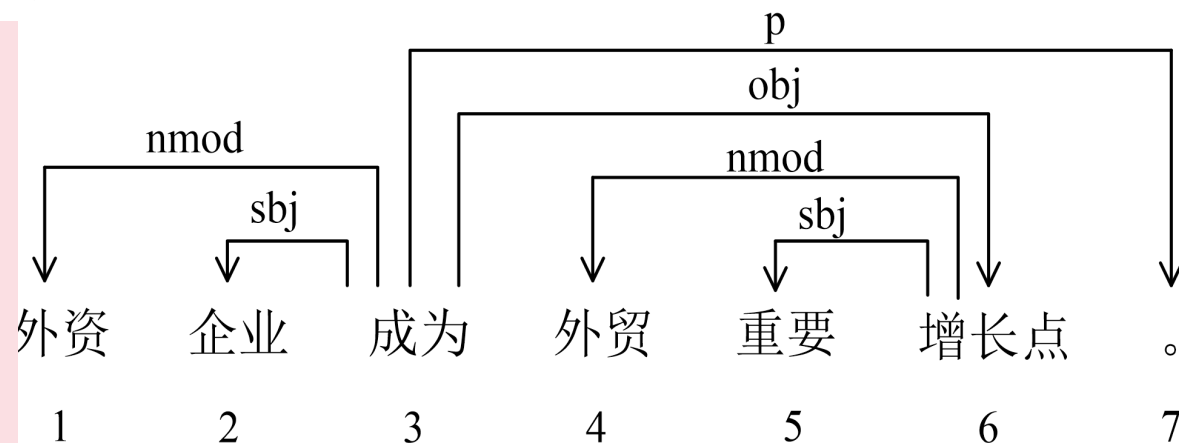 p
obj
nmod nmod
sbj sbj
外资 企业 成为 外贸 重要 增长点 。
1 2 3 4 5 6 7